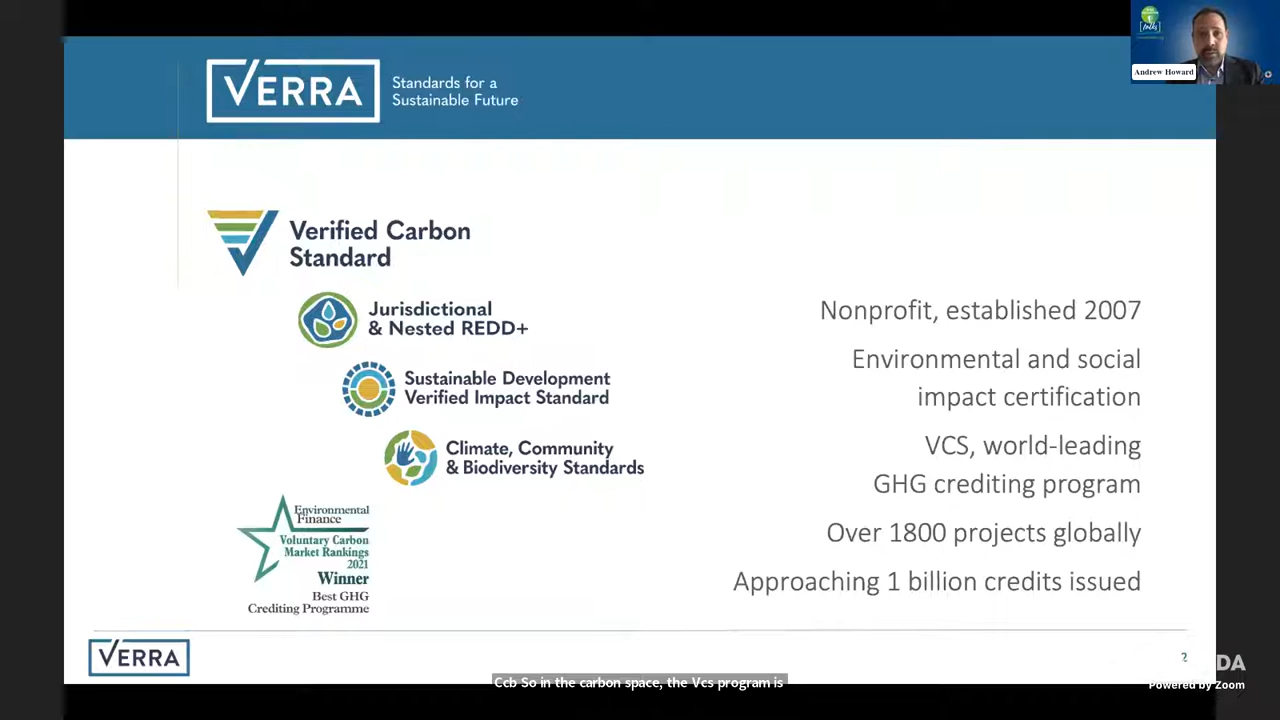 VERRA
Standards for a
Sustainable Future
Andrew Howard
Verified Carbon
Standard
Jurisdictional
& Nested REDD+
Sustainable Development
Verified Impact Standard
Climate, Community
& Biodiversity Standards
Environmental
Finance
Voluntary Carbon
Market Rankings
2021
Winner
Best GHG
Crediting Programme
Nonprofit, established 2007
Environmental and social
impact certification
VCS, world-leading
GHG crediting program
Over 1800 projects globally
Approaching 1 billion credits issued
VERRA
2
Ccb So in the carbon space, the Vcs program is
Powered by Zoom